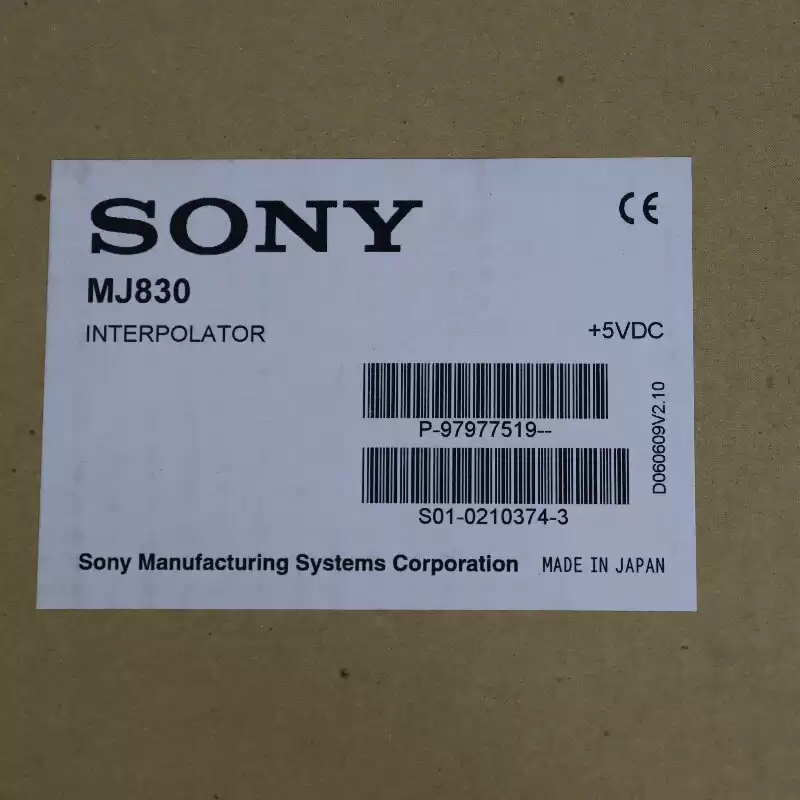 SONY
CE
MJ830
INTERPOLATOR
+5VDC
P-97977519--
S01-0210374-3
D060609V2.10
Sony Manufacturing Systems Corporation
MADE IN JAPAN